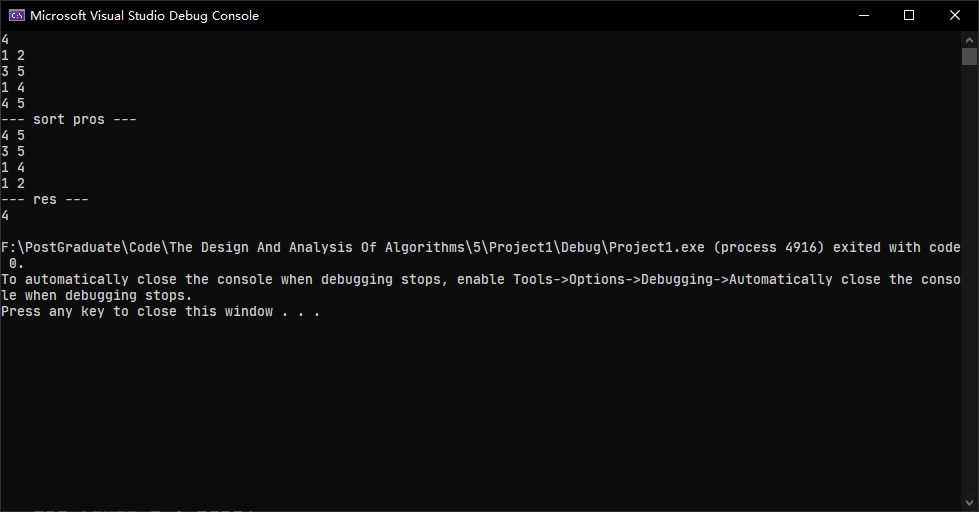 Microsoft Visual Studio Debug Console
4
1 2
3 5
1 4
4 5
--- sort pros ---
4 5
3 5
1 4
1 2
--- res ---
4
F:\PostGraduate\Code\The Design And Analysis Of Algorithms\5\Project1\Debug\Project1.exe (process 4916) exited with code
 0.
To automatically close the console when debugging stops, enable Tools->Options->Debugging->Automatically close the conso
le when debugging stops.
Press any key to close this window . . .